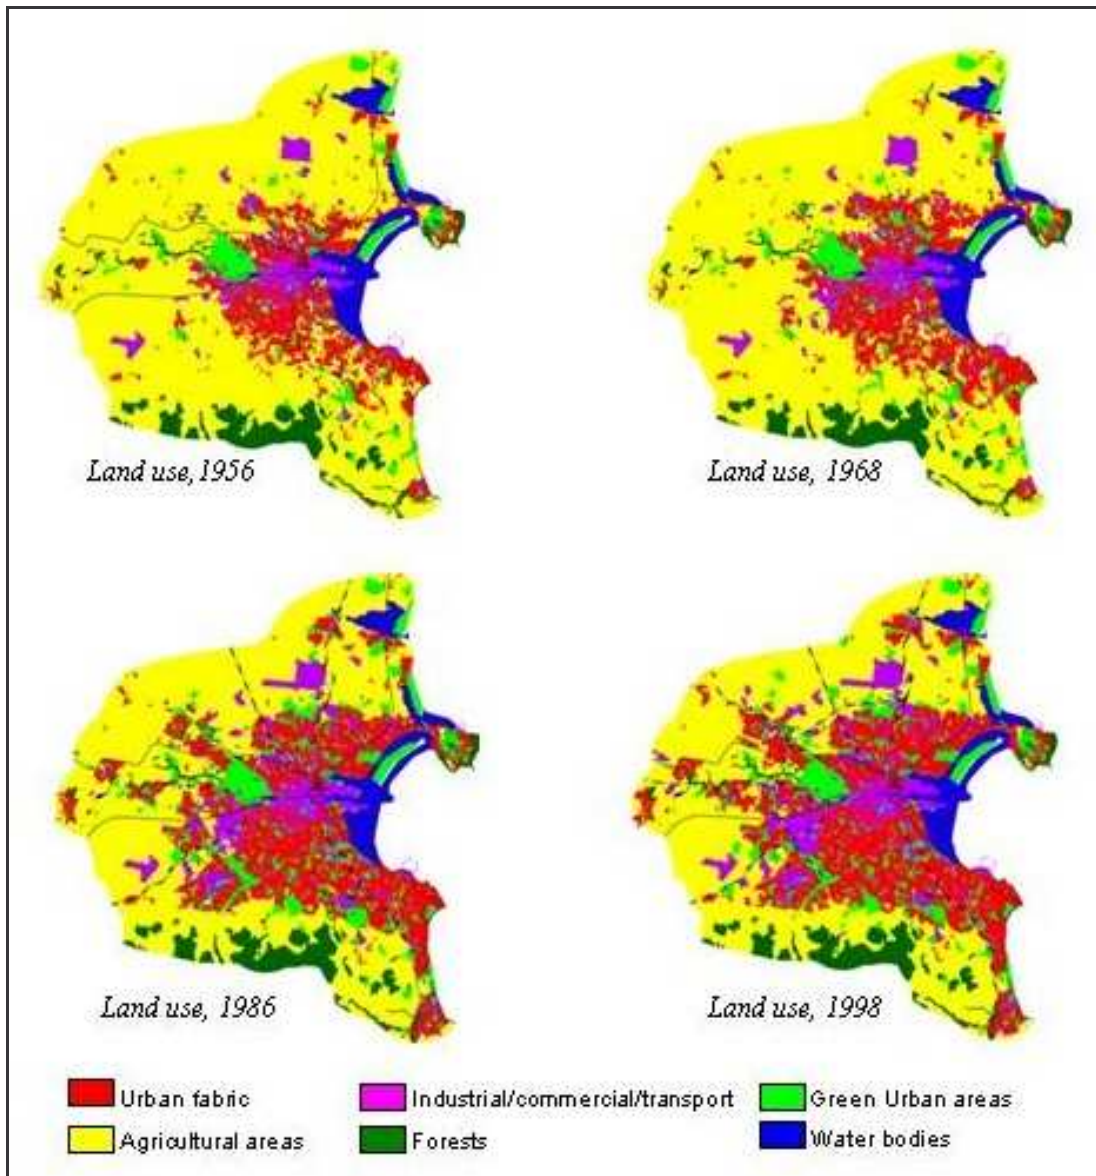 Land use, 1956
Land use, 1968
Land use, 1986
Land use, 1998
Urban fabric
Industrial/commercial/transport
Green Urban areas
Agricultural areas
Forests
Water bodies